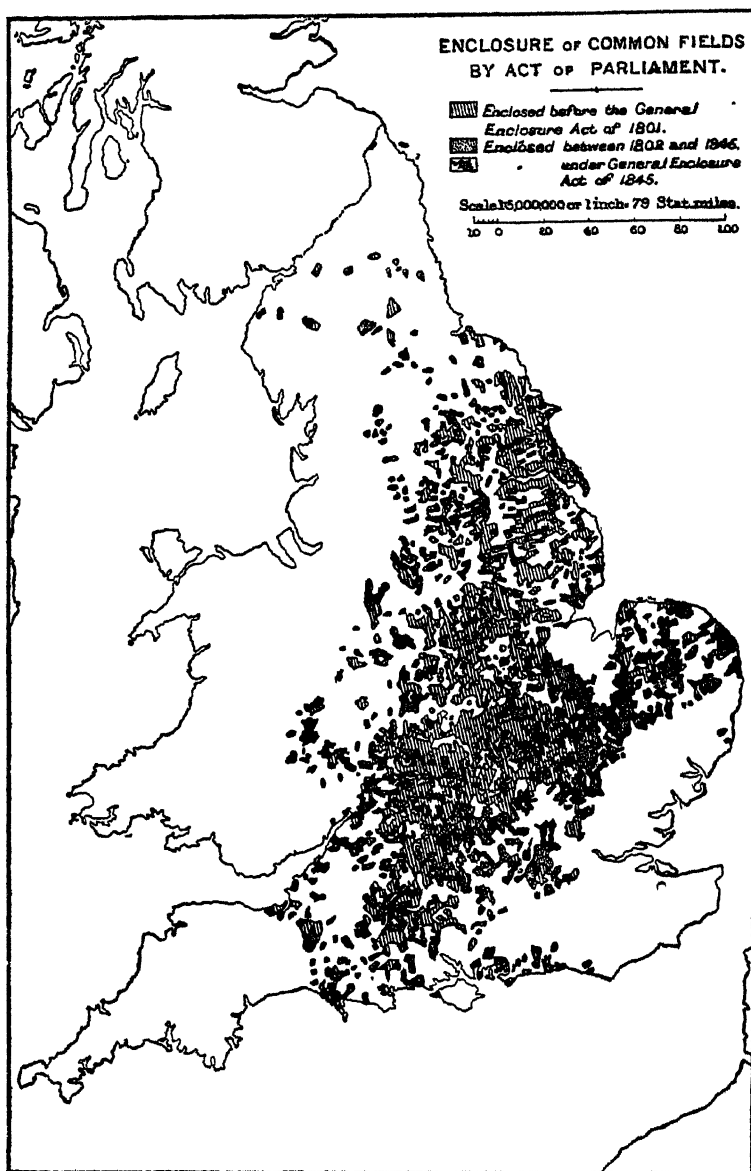 ENCLOSURE OF COMMON FIELDS
BY ACT OF PARLIAMENT.
Enclosed before the General
Enclosure Act of 1801.
Enclosed between 1802 and 1845.
" under General Enclosure
Act of 1845.
Scale 1:5,000,000 or 1 inch = 79 Stat. miles.
10 0 20 40 60 80 100